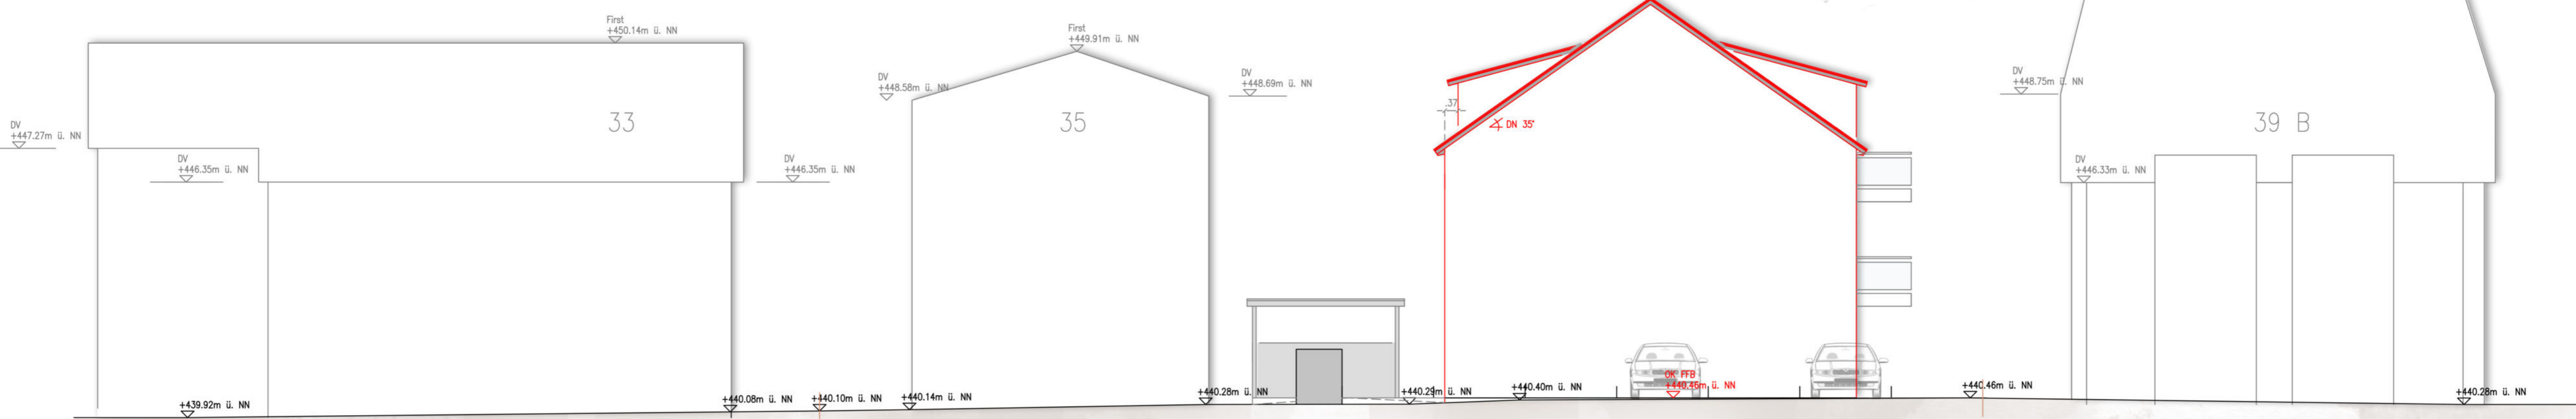 First
+450.14m ü. NN
First
+449.91m ü. NN
DV
+448.58m ü. NN
DV
+448.69m ü. NN
DV
+448.75m ü. NN
.37
DN 35°
33
35
39 B
DV
+447.27m ü. NN
DV
+446.35m ü. NN
DV
+446.35m ü. NN
DV
+446.33m ü. NN
OK FFB
+440.46m ü. NN
+439.92m ü. NN
+440.08m ü. NN
+440.10m ü. NN
+440.14m ü. NN
+440.28m ü. NN
+440.29m ü. NN
+440.40m ü. NN
+440.46m ü. NN
+440.28m ü. NN